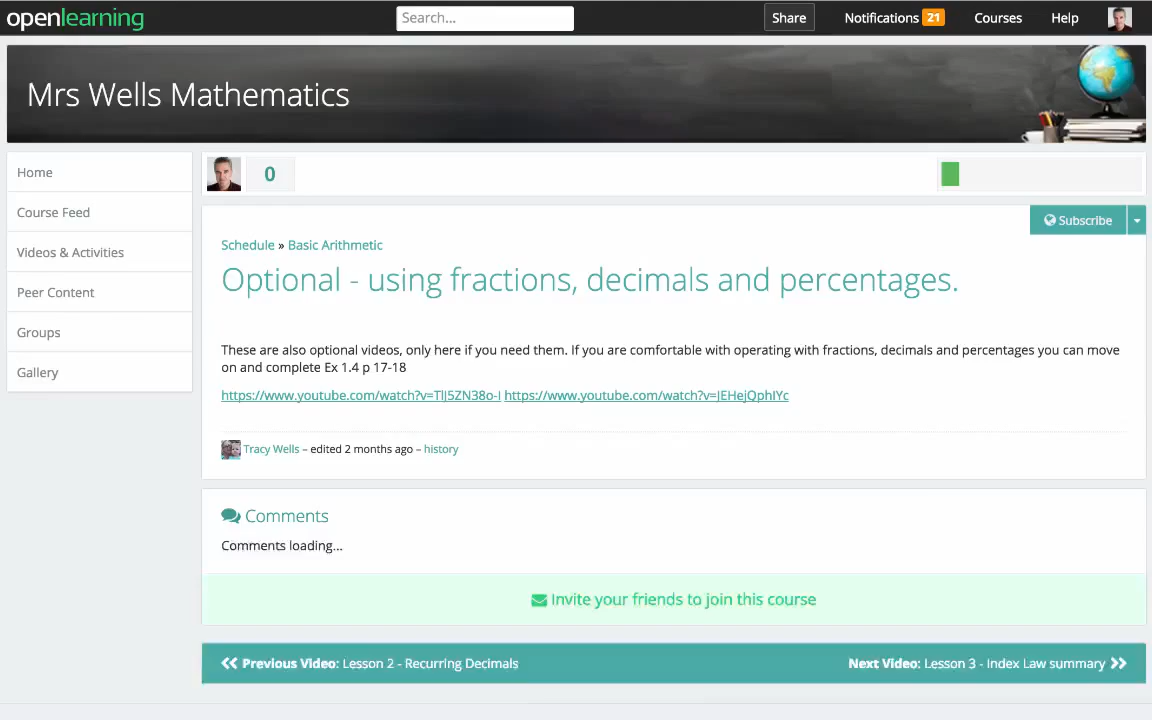 openlearning
Search...
Share
Notifications 21
Courses
Help
Mrs Wells Mathematics
Home
Course Feed
Videos & Activities
Peer Content
Groups
Gallery
0
Subscribe
Schedule » Basic Arithmetic
Optional - using fractions, decimals and percentages.
These are also optional videos, only here if you need them. If you are comfortable with operating with fractions, decimals and percentages you can move
on and complete Ex 1.4 p 17-18
https://www.youtube.com/watch?v=TlJ5ZN38o-I https://www.youtube.com/watch?v=JEHejQphIYc
Tracy Wells – edited 2 months ago – history
Comments
Comments loading...
Invite your friends to join this course
Previous Video: Lesson 2 - Recurring Decimals
Next Video: Lesson 3 - Index Law summary